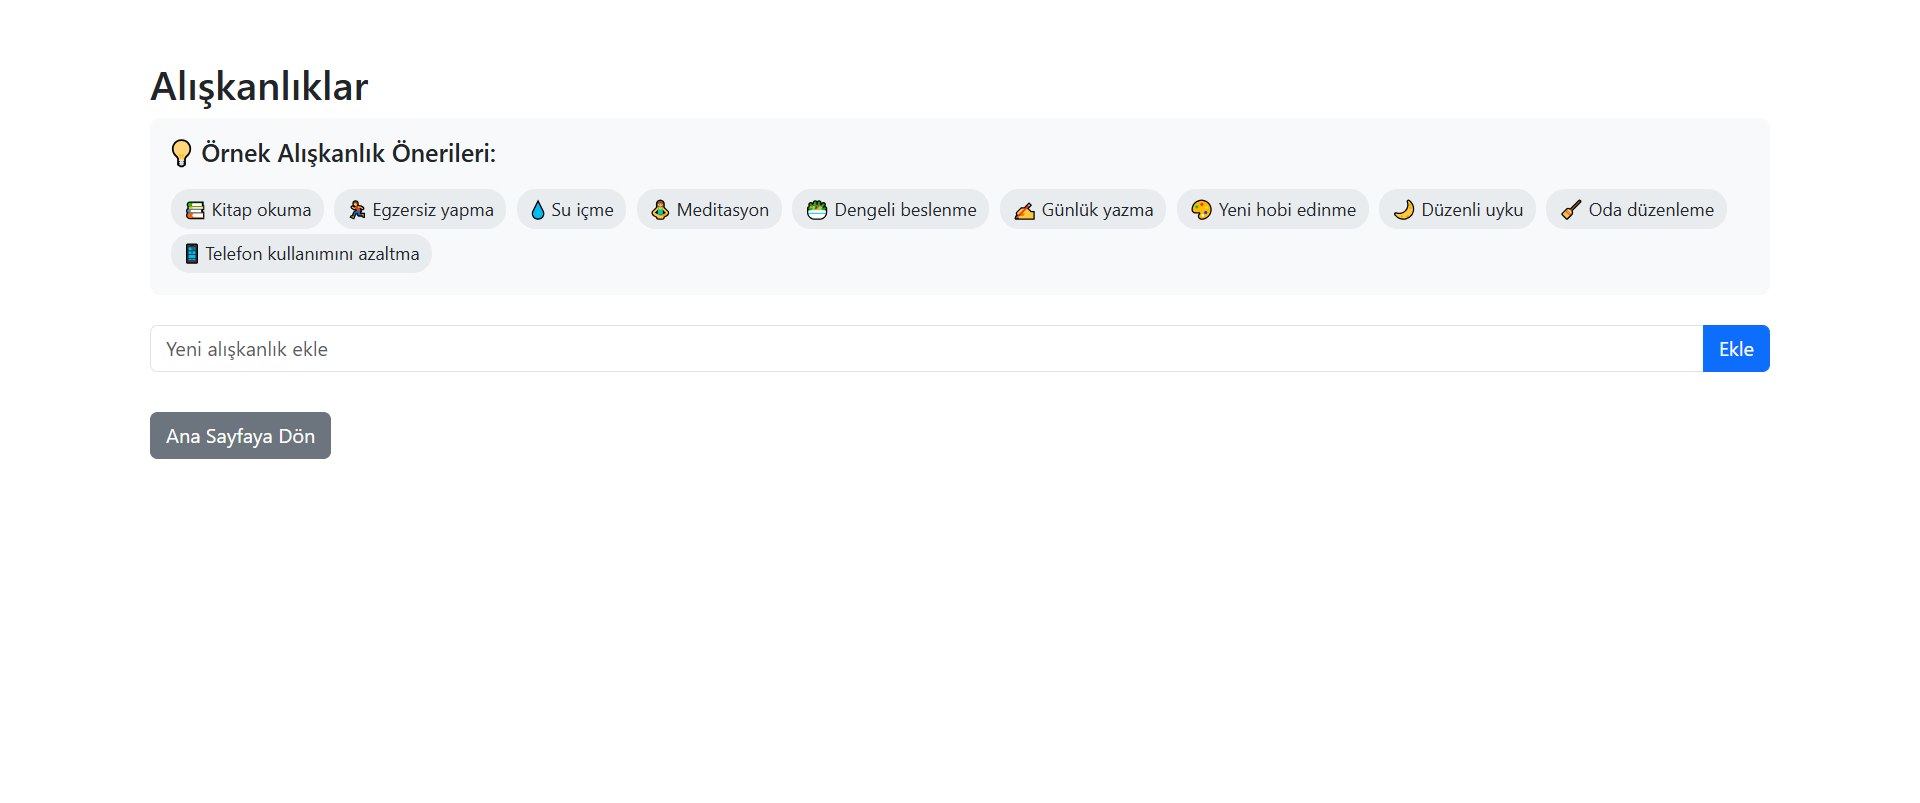 Alışkanlıklar
Örnek Alışkanlık Önerileri:
Kitap okuma Egzersiz yapma Su içme Meditasyon Dengeli beslenme Günlük yazma Yeni hobi edinme Düzenli uyku Oda düzenleme
Telefon kullanımını azaltma
Yeni alışkanlık ekle Ekle
Ana Sayfaya Dön